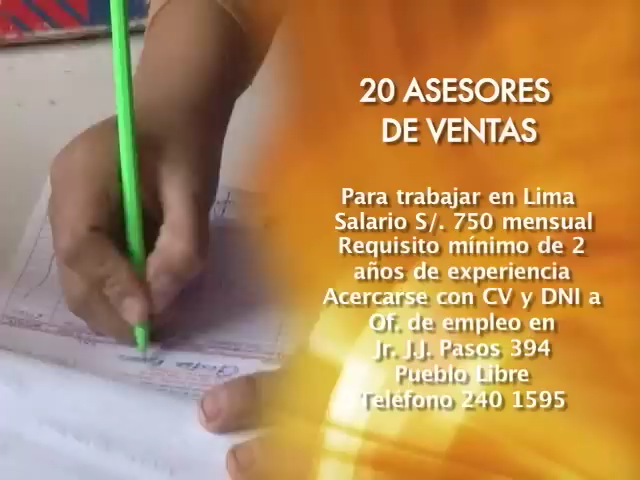 20 ASESORES
DE VENTAS
Para trabajar en Lima
Salario S/. 750 mensual
Requisito mínimo de 2
años de experiencia
Acercarse con CV y DNI a
Of. de empleo en
Jr. J.J. Pasos 394
Pueblo Libre
Teléfono 240 1595